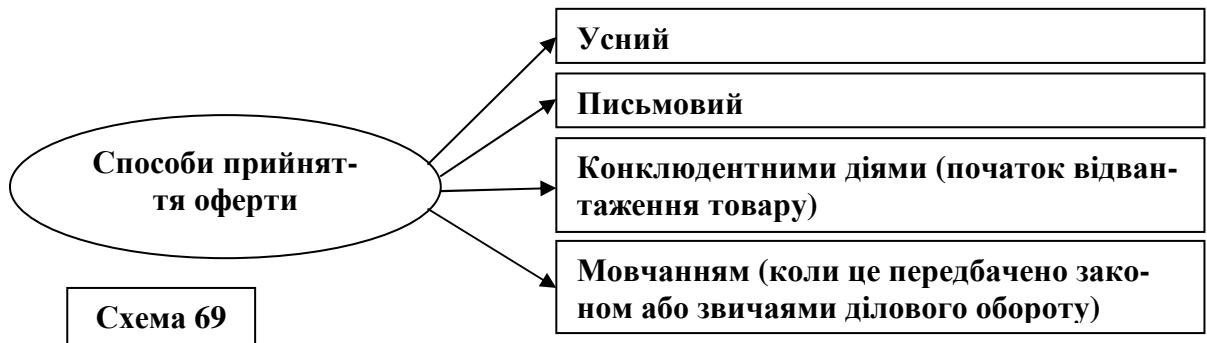 Усний
Письмовий
Способи прийнят-
тя оферти
Конклюдентними діями (початок відван-
таження товару)
Мовчанням (коли це передбачено зако-
ном або звичаями ділового обороту)
Схема 69